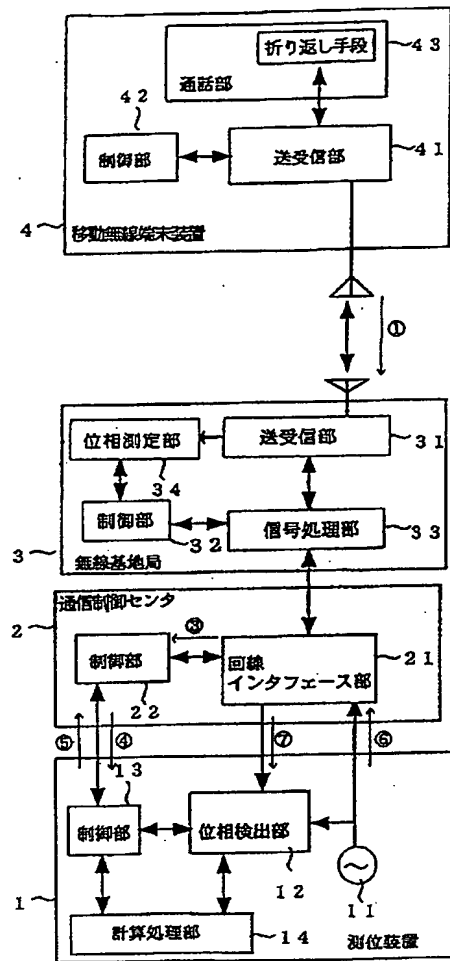 折り返し手段
４３
通話部
４２
制御部
送受信部
４１
４
移動無線端末装置
①
位相測定部
送受信部
３１
３４
制御部
３２
信号処理部
３３
３
無線基地局
通信制御センタ
２
③
制御部
回線
インタフェース部
２１
２２
⑤
④
⑦
⑥
１３
制御部
位相検出部
１２
１１
１
計算処理部
１４
測位装置